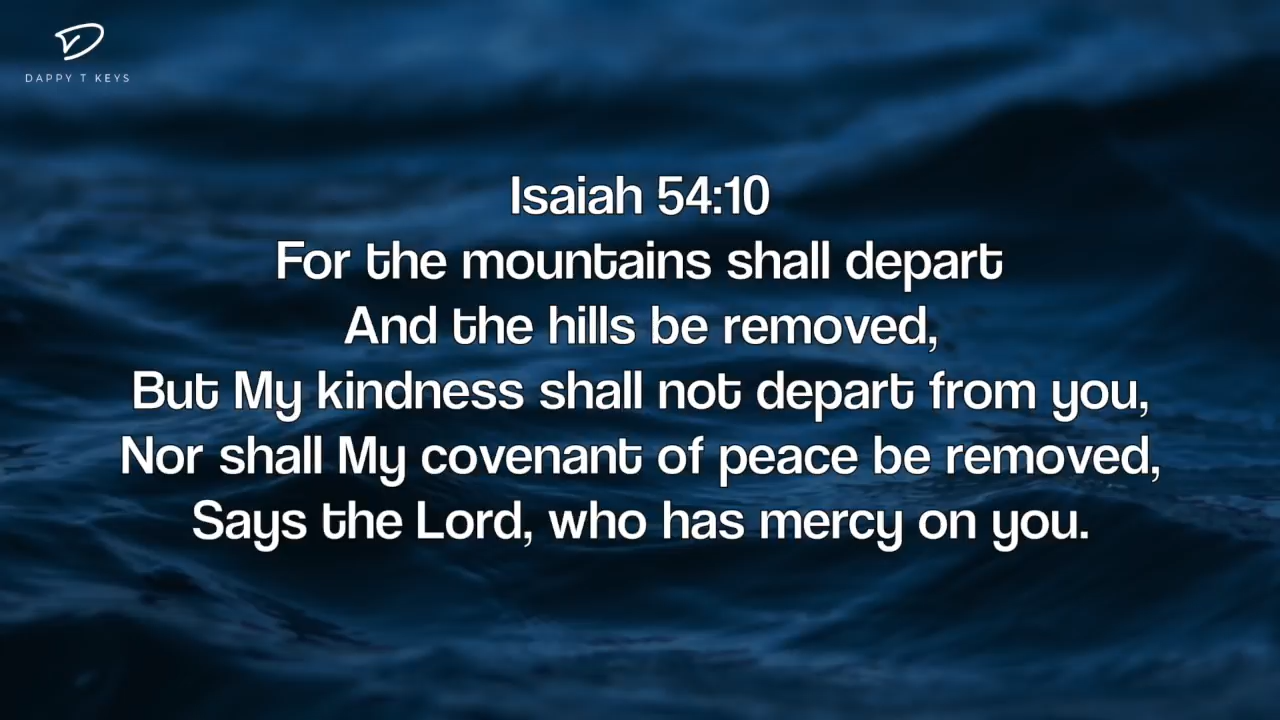 DAPPY T KEYS
Isaiah 54:10
For the mountains shall depart
And the hills be removed,
But My kindness shall not depart from you,
Nor shall My covenant of peace be removed,
Says the Lord, who has mercy on you.